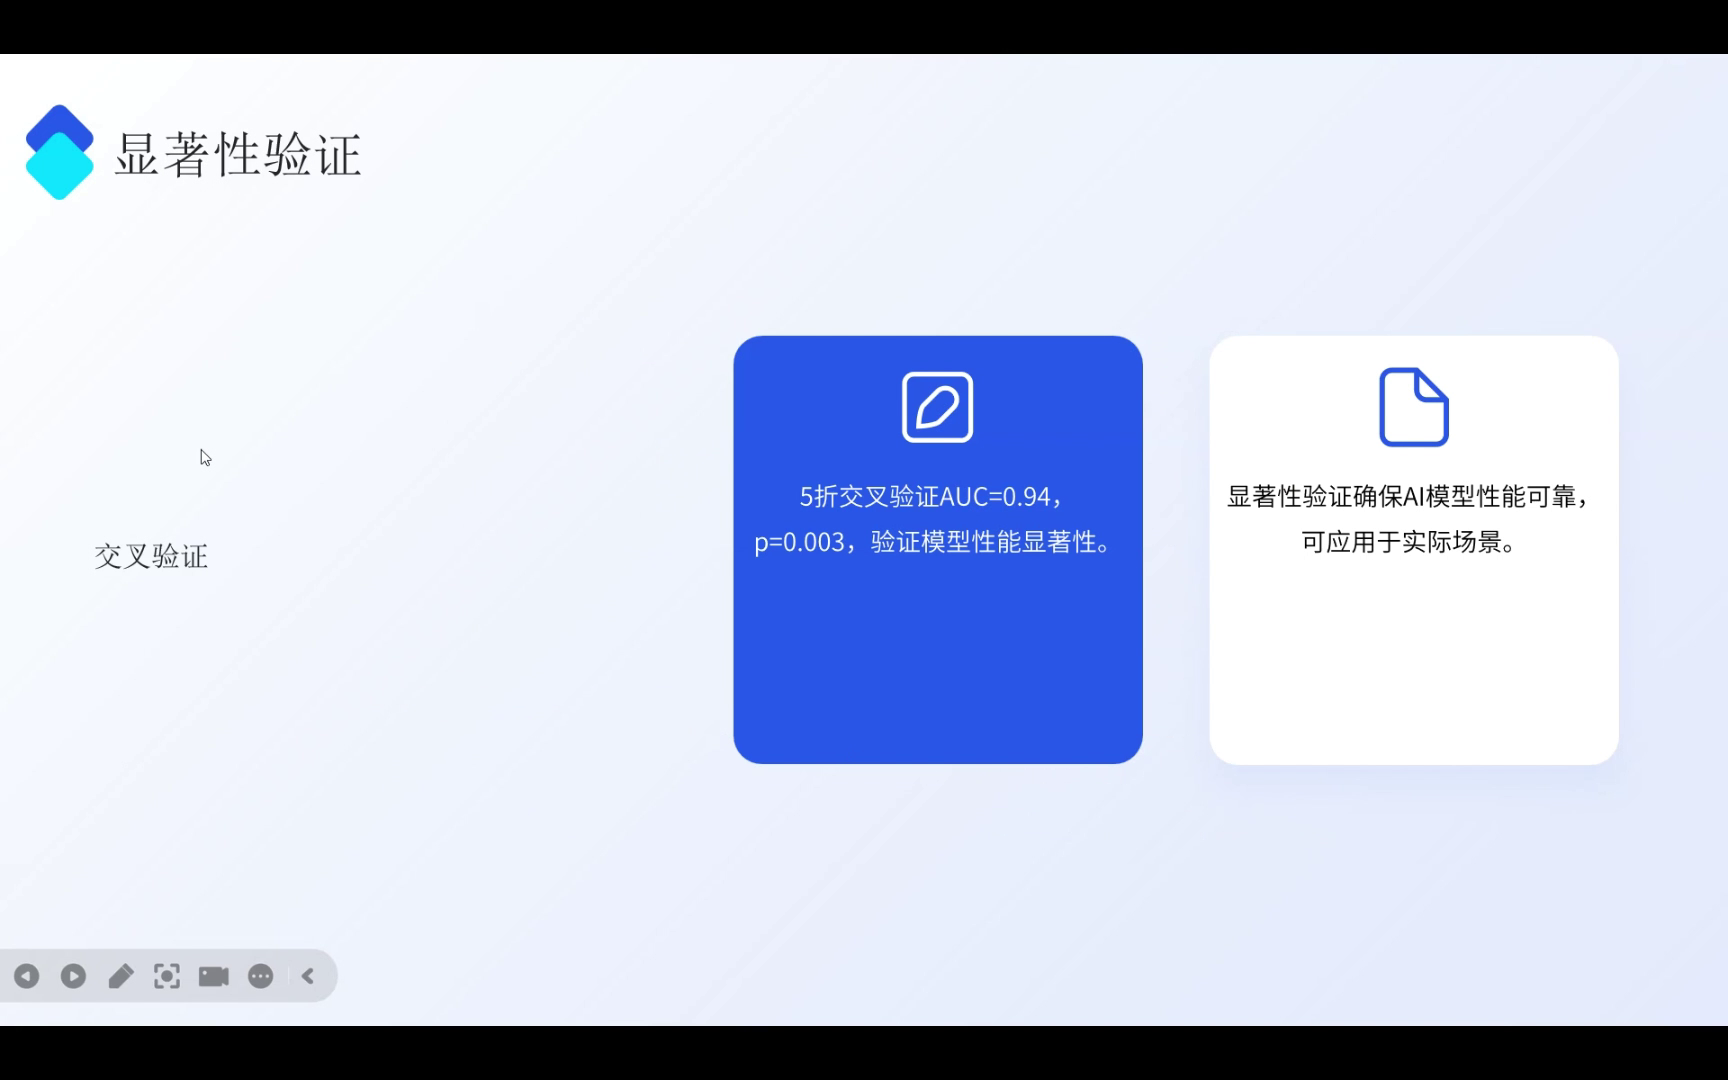 显著性验证
交叉验证
5折交叉验证AUC=0.94，
p=0.003，验证模型性能显著性。
显著性验证确保AI模型性能可靠，
可应用于实际场景。